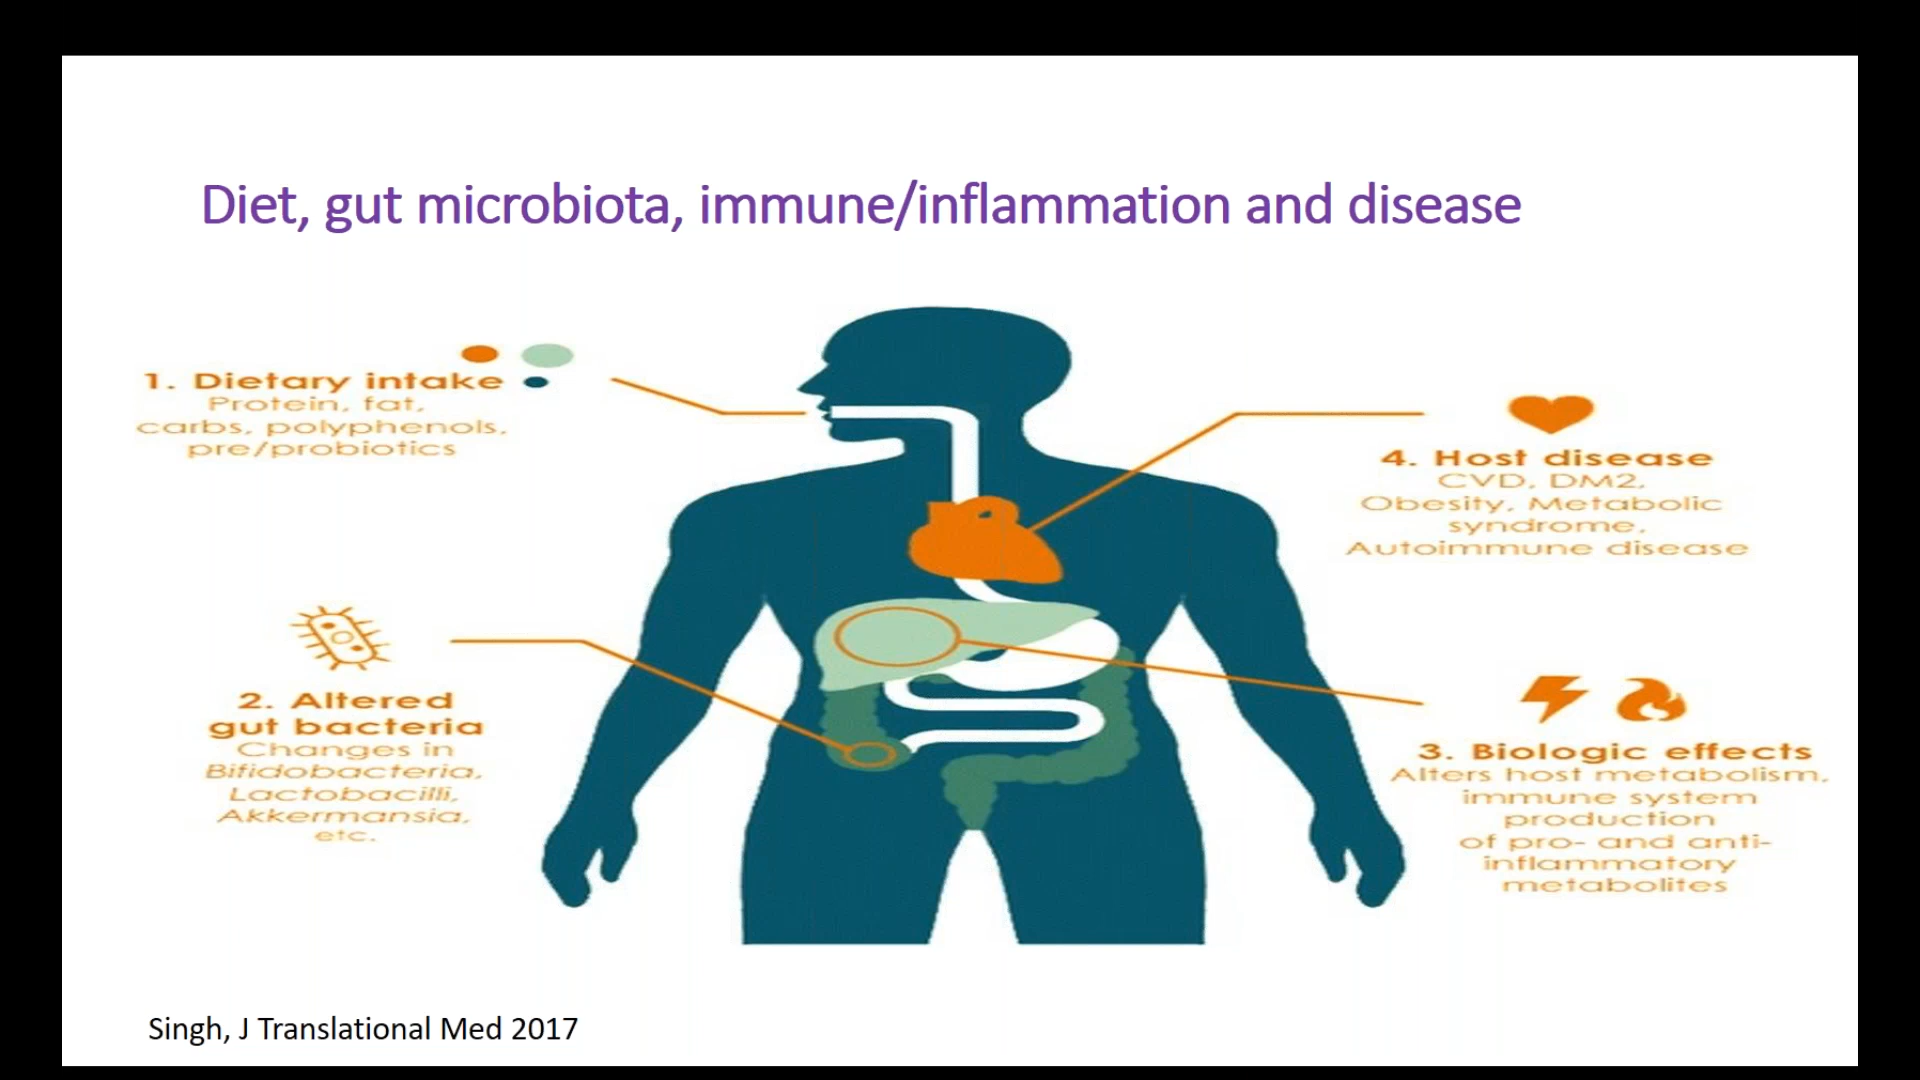 Diet, gut microbiota, immune/inflammation and disease
1. Dietary intake
Protein, fat,
carbs, polyphenols,
pre/probiotics
2. Altered
gut bacteria
Changes in
Bifidobacteria,
Lactobacilli,
Akkermansia,
etc.
4. Host disease
CVD, DM2,
Obesity, Metabolic
syndrome,
Autoimmune disease
3. Biologic effects
Alters host metabolism,
immune system
production
of pro- and anti-
inflammatory
metabolites
Singh, J Translational Med 2017